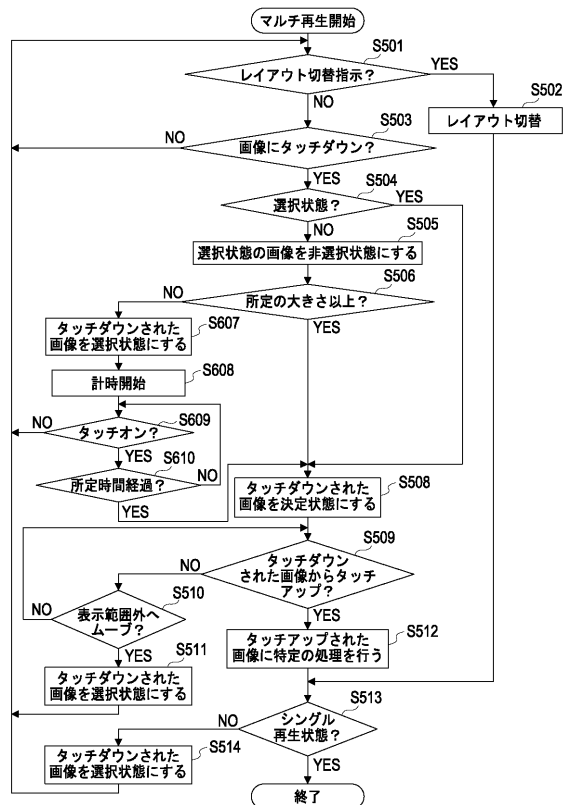 マルチ再生開始
S501
レイアウト切替指示？
YES
NO
S502
レイアウト切替
S503
画像にタッチダウン？
NO
YES
S504
選択状態？
YES
NO
S505
選択状態の画像を非選択状態にする
S506
所定の大きさ以上？
NO
YES
S607
タッチダウンされた
画像を選択状態にする
S608
計時開始
S609
タッチオン？
NO
YES
S610
所定時間経過？
NO
YES
S508
タッチダウンされた
画像を決定状態にする
S509
タッチダウン
された画像からタッチ
アップ？
NO
YES
S510
表示範囲外へ
ムーブ？
NO
YES
S511
タッチダウンされた
画像を選択状態にする
S512
タッチアップされた
画像に特定の処理を行う
S513
シングル
再生状態？
NO
YES
S514
タッチダウンされた
画像を選択状態にする
終了